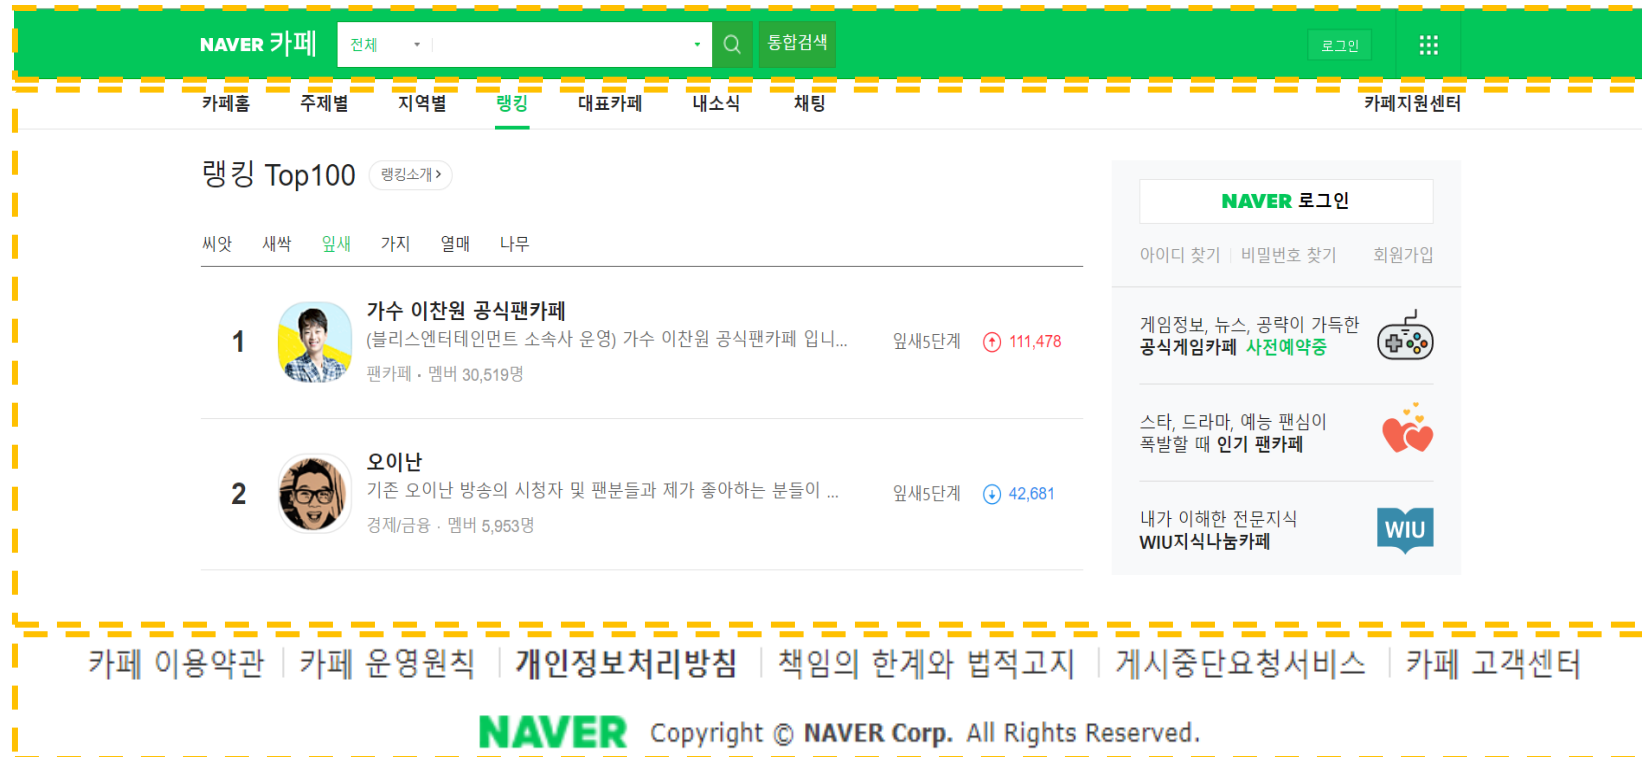 NAVER 카페 전체 통합검색 로그인
카페홈 주제별 지역별 랭킹 대표카페 내소식 채팅 카페지원센터
랭킹 Top100 랭킹소개 >
씨앗 새싹 잎새 가지 열매 나무
1
가수 이찬원 공식팬카페
(블리스엔터테인먼트 소속사 운영) 가수 이찬원 공식팬카페 입니...
팬카페 · 멤버 30,519명
잎새5단계 111,478
2
오이난
기존 오이난 방송의 시청자 및 팬분들과 제가 좋아하는 분들이 ...
경제/금융 · 멤버 5,953명
잎새5단계 42,681
NAVER 로그인
아이디 찾기 비밀번호 찾기 회원가입
게임정보, 뉴스, 공략이 가득한
공식게임카페 사전예약중
스타, 드라마, 예능 팬심이
폭발할 때 인기 팬카페
내가 이해한 전문지식
WIU지식나눔카페
WIU
카페 이용약관 카페 운영원칙 개인정보처리방침 책임의 한계와 법적고지 게시중단요청서비스 카페 고객센터
NAVER Copyright © NAVER Corp. All Rights Reserved.